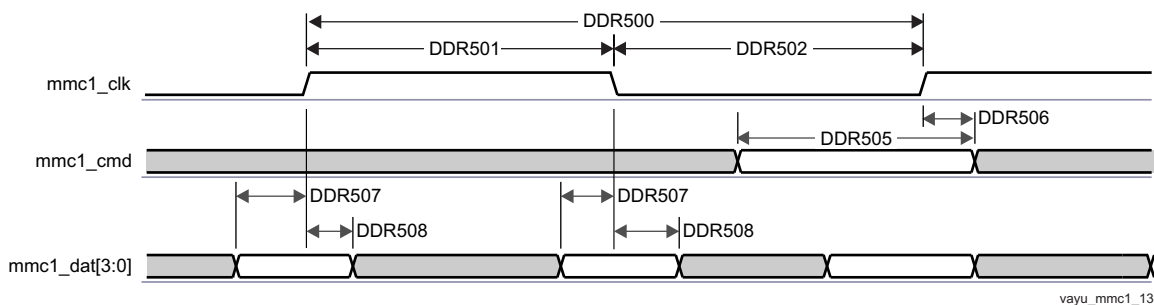 DDR500
DDR501 DDR502
mmc1_clk
DDR506
DDR505
mmc1_cmd
DDR507 DDR507
DDR508 DDR508
mmc1_dat[3:0]
vayu_mmc1_13